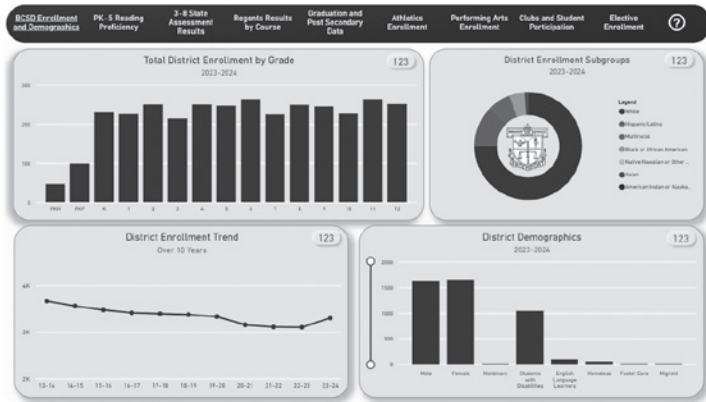 BCSD Enrollment and Demographics
PK-5 Reading Proficiency
3-8 State Assessment Results
Regents Results by Course
Graduation and Post Secondary Data
Athletics Enrollment
Performing Arts Enrollment
Clubs and Student Participation
Elective Enrollment
?
Total District Enrollment by Grade
2023-2024
123
300
200
100
0
PKH PKF K 1 2 3 4 5 6 7 8 9 10 11 12
District Enrollment Subgroups
2023-2024
123
Legend
White
Hispanic/Latino
Multiracial
Black or African American
Native Hawaiian or Other ...
Asian
American Indian or Alaska...
District Enrollment Trend
Over 10 Years
123
4K
3K
2K
13-14 14-15 15-16 16-17 17-18 18-19 19-20 20-21 21-22 22-23 23-24
District Demographics
2023-2024
123
2000
1500
1000
500
0
Male Female Nonbinary Students with Disabilities English Language Learners Homeless Foster Care Migrant